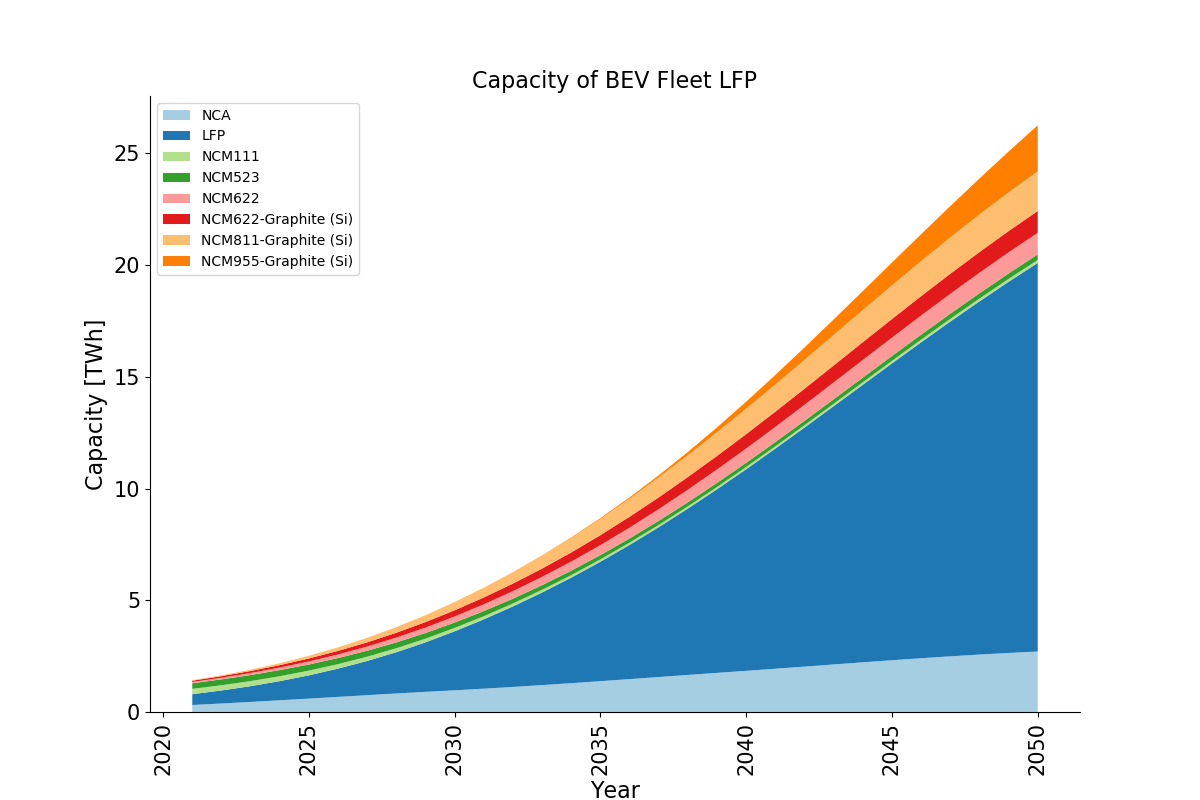 Capacity of BEV Fleet LFP
NCA
LFP
NCM111
NCM523
NCM622
NCM622-Graphite (Si)
NCM811-Graphite (Si)
NCM955-Graphite (Si)
Capacity [TWh]
25
20
15
10
5
0
2020
2025
2030
2035
2040
2045
2050
Year